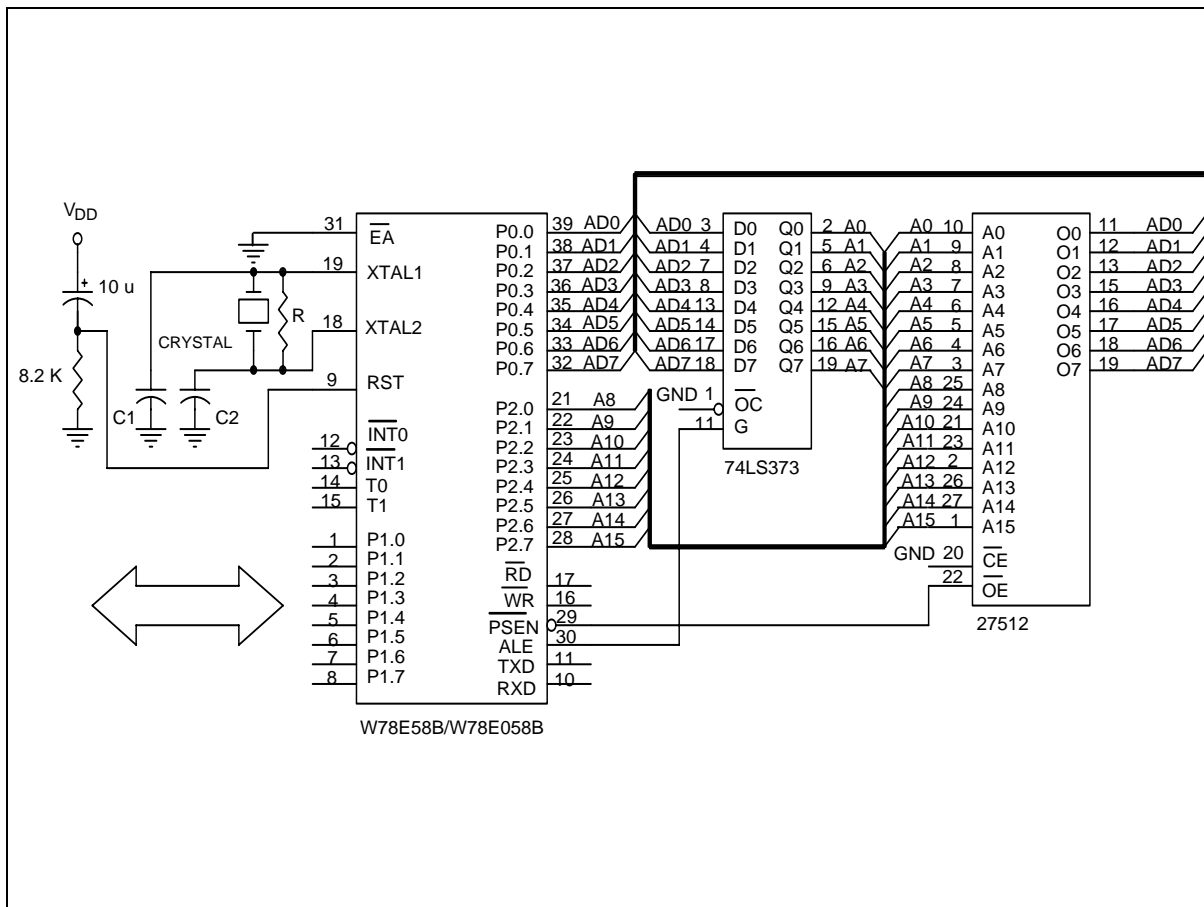 VDD
10 u
8.2 K
C1
C2
CRYSTAL
R
31 EA
19 XTAL1
18 XTAL2
9 RST
12 INT0
13 INT1
14 T0
15 T1
1 P1.0
2 P1.1
3 P1.2
4 P1.3
5 P1.4
6 P1.5
7 P1.6
8 P1.7
P0.0 39 AD0
P0.1 38 AD1
P0.2 37 AD2
P0.3 36 AD3
P0.4 35 AD4
P0.5 34 AD5
P0.6 33 AD6
P0.7 32 AD7
P2.0 21 A8
P2.1 22 A9
P2.2 23 A10
P2.3 24 A11
P2.4 25 A12
P2.5 26 A13
P2.6 27 A14
P2.7 28 A15
RD 17
WR 16
PSEN 29
ALE 30
TXD 11
RXD 10
W78E58B/W78E058B
AD0 3 D0 Q0 2 A0
AD1 4 D1 Q1 5 A1
AD2 7 D2 Q2 6 A2
AD3 8 D3 Q3 9 A3
AD4 13 D4 Q4 12 A4
AD5 14 D5 Q5 15 A5
AD6 17 D6 Q6 16 A6
AD7 18 D7 Q7 19 A7
GND 1 OC
11 G
74LS373
A0 10 A0 O0 11 AD0
A1 9 A1 O1 12 AD1
A2 8 A2 O2 13 AD2
A3 7 A3 O3 15 AD3
A4 6 A4 O4 16 AD4
A5 5 A5 O5 17 AD5
A6 4 A6 O6 18 AD6
A7 3 A7 O7 19 AD7
A8 25 A8
A9 24 A9
A10 21 A10
A11 23 A11
A12 2 A12
A13 26 A13
A14 27 A14
A15 1 A15
GND 20 CE
22 OE
27512